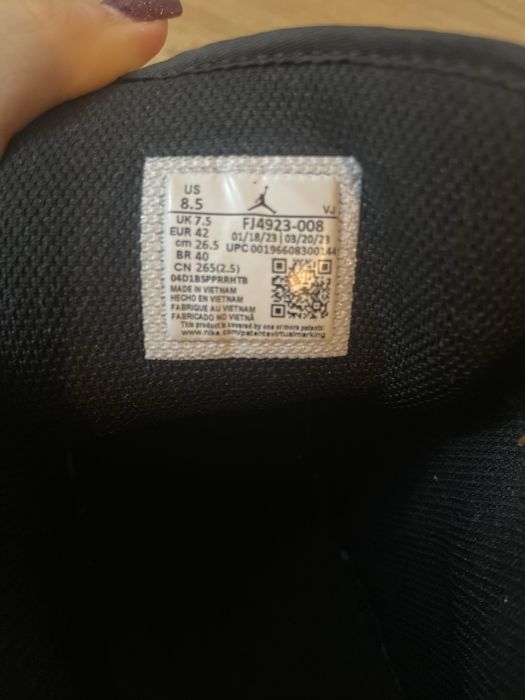 US
8.5
VJ
UK 7.5
FJ4923-008
EUR 42
01/18/23 03/20/23
cm 26.5
UPC 00196608300144
BR 40
CN 265(2.5)
04D1BSPPRRHTB
MADE IN VIETNAM
HECHO EN VIETNAM
FABRIQUE AU VIETNAM
FABRICADO NO VIETNÃ
This product is covered by one or more patents:
www.nike.com/patentsvirtualmarking